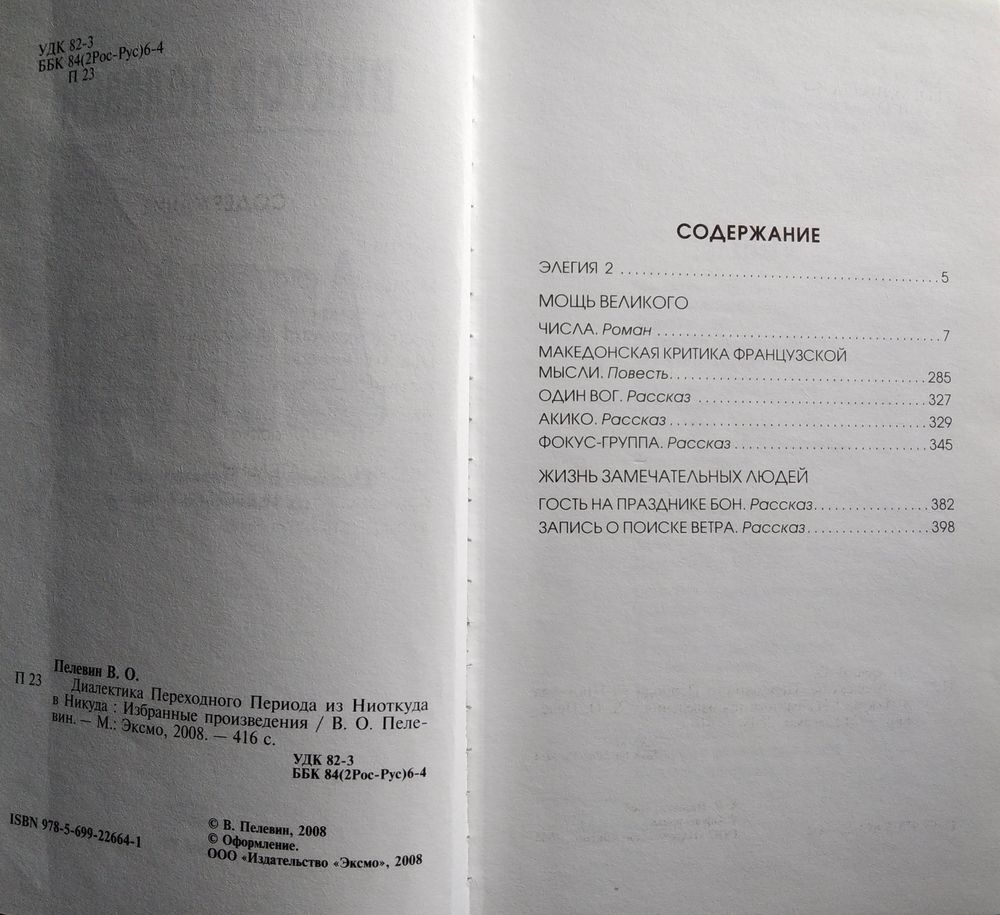 УДК 82-3
ББК 84(2Рос-Рус)6-4
П 23
Пелевин В. О.
П 23 Диалектика Переходного Периода из Ниоткуда
в Никуда : Избранные произведения / В. О. Пеле-
вин. — М.: Эксмо, 2008. — 416 с.
УДК 82-3
ББК 84(2Рос-Рус)6-4
ISBN 978-5-699-22664-1
© В. Пелевин, 2008
© Оформление.
ООО «Издательство «Эксмо», 2008
СОДЕРЖАНИЕ
ЭЛЕГИЯ 2 ........................................ 5
МОЩЬ ВЕЛИКОГО
ЧИСЛА. Роман .................................... 7
МАКЕДОНСКАЯ КРИТИКА ФРАНЦУЗСКОЙ
МЫСЛИ. Повесть................................ 285
ОДИН ВОГ. Рассказ ............................. 327
АКИКО. Рассказ ................................ 329
ФОКУС-ГРУППА. Рассказ......................... 345
ЖИЗНЬ ЗАМЕЧАТЕЛЬНЫХ ЛЮДЕЙ
ГОСТЬ НА ПРАЗДНИКЕ БОН. Рассказ............... 382
ЗАПИСЬ О ПОИСКЕ ВЕТРА. Рассказ................ 398